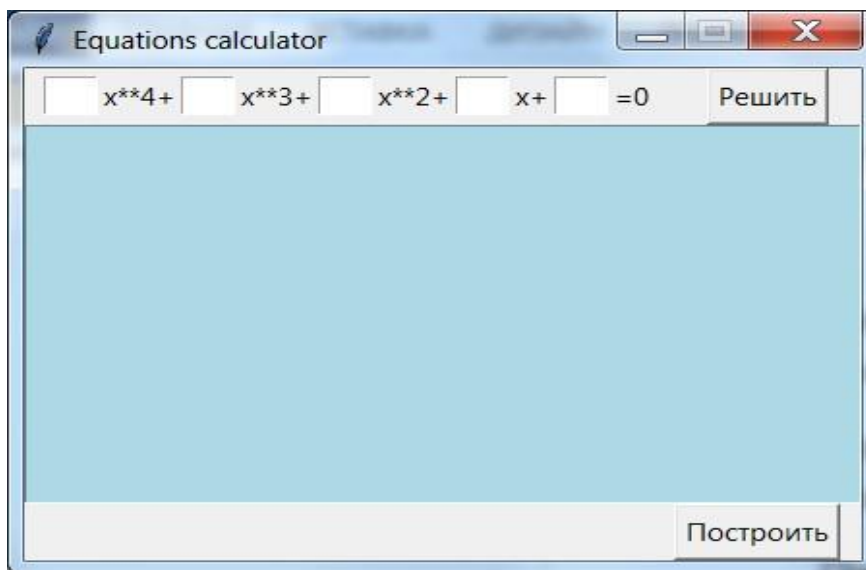 Equations calculator
x**4+ x**3+ x**2+ x+ =0 Решить
Построить